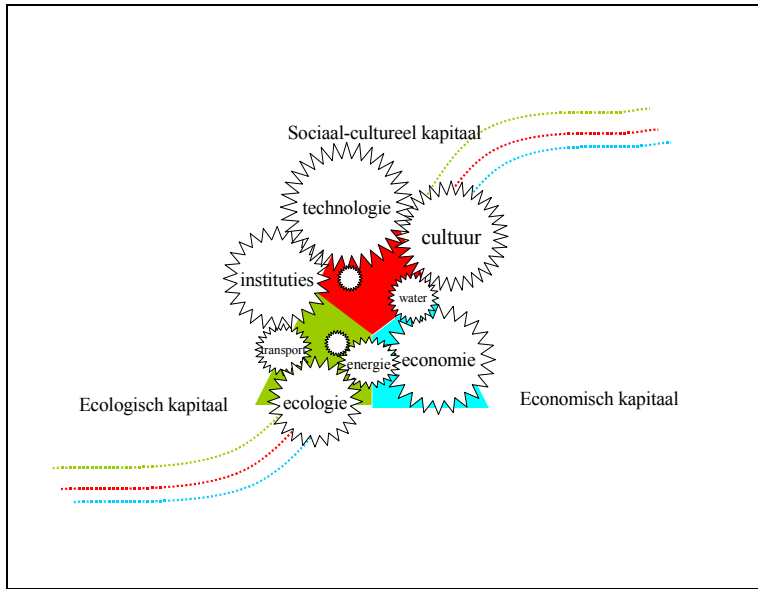 Sociaal-cultureel kapitaal
technologie
cultuur
instituties
water
transport
energie
economie
ecologie
Ecologisch kapitaal
Economisch kapitaal